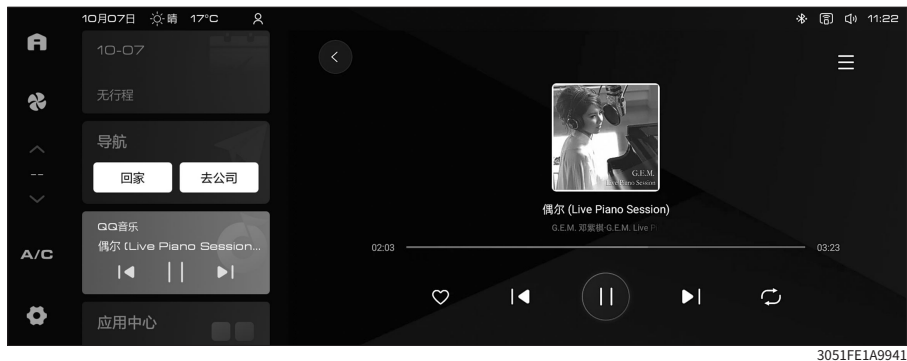 10月07日 晴 17°C
11:22
10-07
无行程
导航
回家 去公司
QQ音乐
偶尔 (Live Piano Session...
--
A/C
应用中心
G.E.M.
Live Piano Session
偶尔 (Live Piano Session)
G.E.M. 邓紫棋·G.E.M. Live Pi
02:03
03:23
3051FE1A9941